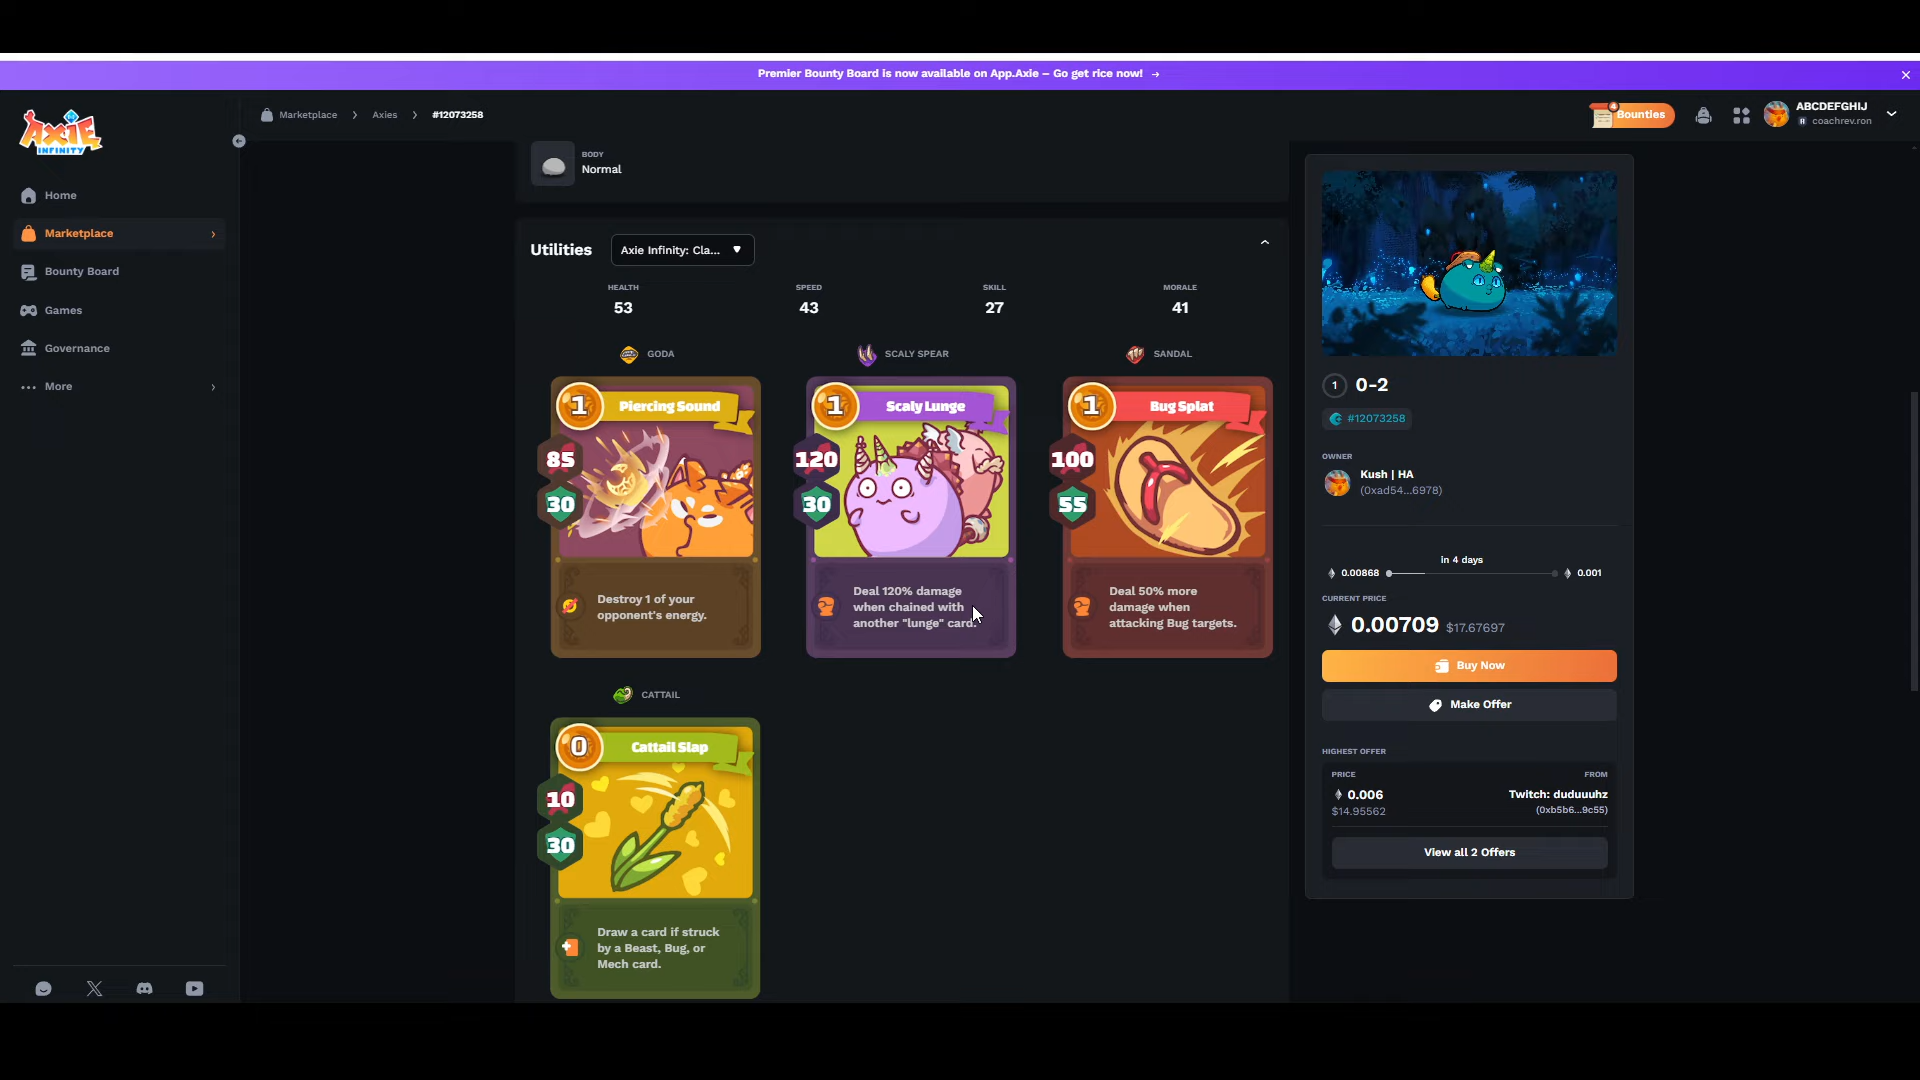 Premier Bounty Board is now available on App.Axie – Go get rice now! →
AXIE
INFINITY
Marketplace > Axies > #12073258
4
Bounties
ABCDEFGHIJ
coachrev.ron
Home
Marketplace
Bounty Board
Games
Governance
More
BODY
Normal
Utilities
Axie Infinity: Cla...
HEALTH
53
SPEED
43
SKILL
27
MORALE
41
GODA
1
Piercing Sound
85
30
Destroy 1 of your
opponent's energy.
SCALY SPEAR
1
Scaly Lunge
120
30
Deal 120% damage
when chained with
another "lunge" card.
SANDAL
1
Bug Splat
100
55
Deal 50% more
damage when
attacking Bug targets.
CATTAIL
0
Cattail Slap
10
30
Draw a card if struck
by a Beast, Bug, or
Mech card.
1
0-2
#12073258
OWNER
Kush | HA
(0xad54...6978)
in 4 days
0.00868
0.001
CURRENT PRICE
0.00709 $17.67697
Buy Now
Make Offer
HIGHEST OFFER
PRICE
FROM
0.006
Twitch: duduuuhz
$14.95562
(0xb5b6...9c55)
View all 2 Offers